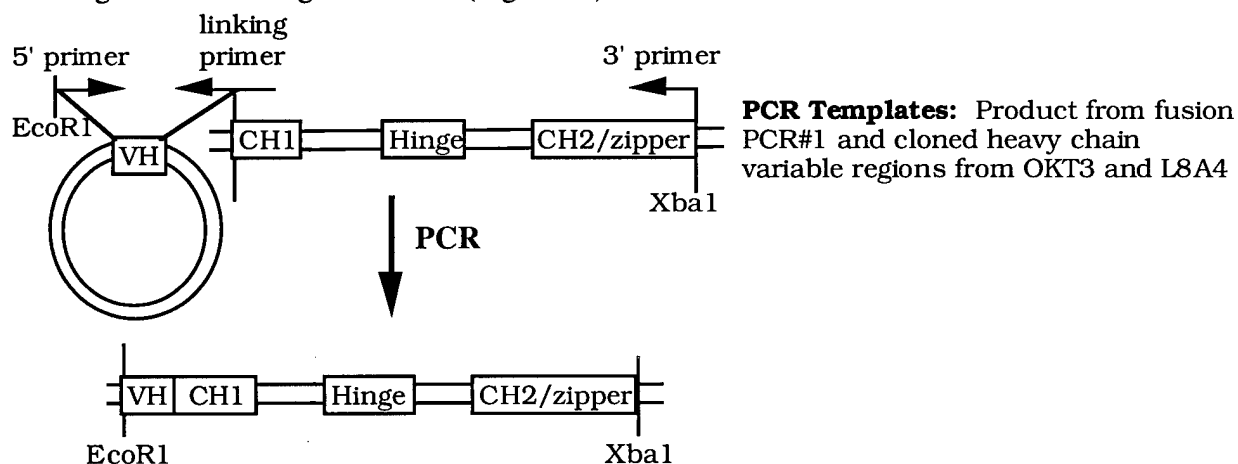 linking
5' primer primer 3' primer
EcoR1
VH
CH1 Hinge CH2/zipper
Xba1
PCR Templates: Product from fusion
PCR#1 and cloned heavy chain
variable regions from OKT3 and L8A4
PCR
VH CH1 Hinge CH2/zipper
EcoR1 Xba1